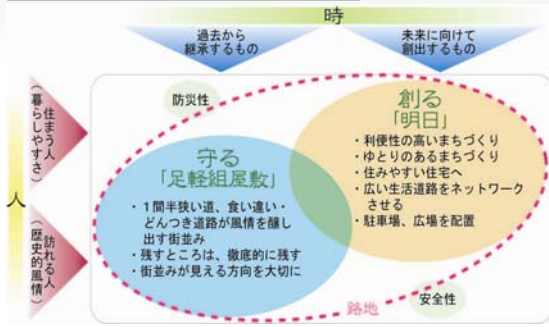 時
過去から
継承するもの
未来に向けて
創出するもの
人
住まう人
(暮らしやすさ)
訪れる人
(歴史的風情)
防災性
創る
「明日」
・利便性の高いまちづくり
・ゆとりのあるまちづくり
・住みやすい住宅へ
・広い生活道路をネットワーク
させる
・駐車場、広場を配置
守る
「足軽組屋敷」
・1間半狭い道、食い違い・
どんつき道路が風情を醸し
出す街並み
・残すところは、徹底的に残す
・街並みが見える方向を大切に
路地
安全性